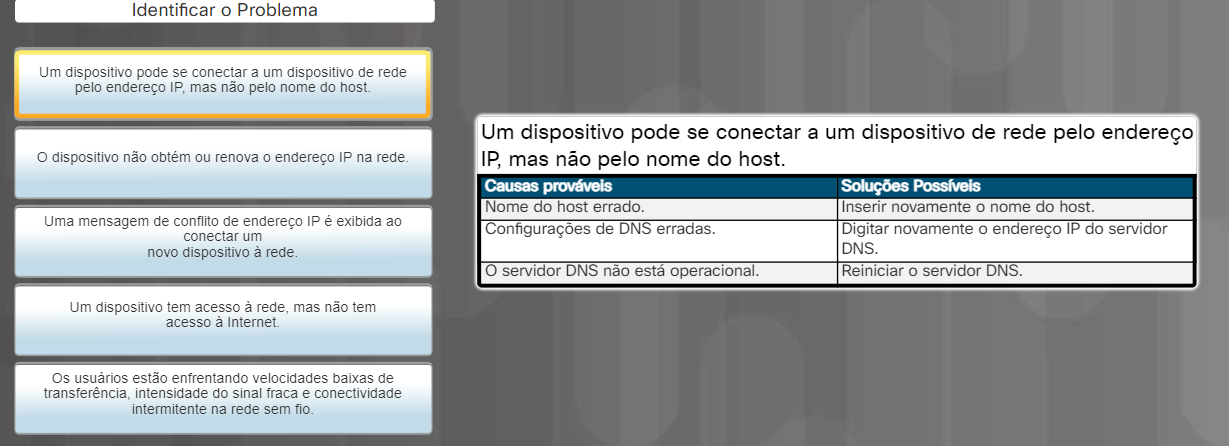 Identificar o Problema
Um dispositivo pode se conectar a um dispositivo de rede
pelo endereço IP, mas não pelo nome do host.
O dispositivo não obtém ou renova o endereço IP na rede.
Uma mensagem de conflito de endereço IP é exibida ao
conectar um
novo dispositivo à rede.
Um dispositivo tem acesso à rede, mas não tem
acesso à Internet.
Os usuários estão enfrentando velocidades baixas de
transferência, intensidade do sinal fraca e conectividade
intermitente na rede sem fio.
Um dispositivo pode se conectar a um dispositivo de rede pelo endereço
IP, mas não pelo nome do host.
Causas prováveis Soluções Possíveis
Nome do host errado. Inserir novamente o nome do host.
Configurações de DNS erradas. Digitar novamente o endereço IP do servidor
DNS.
O servidor DNS não está operacional. Reiniciar o servidor DNS.